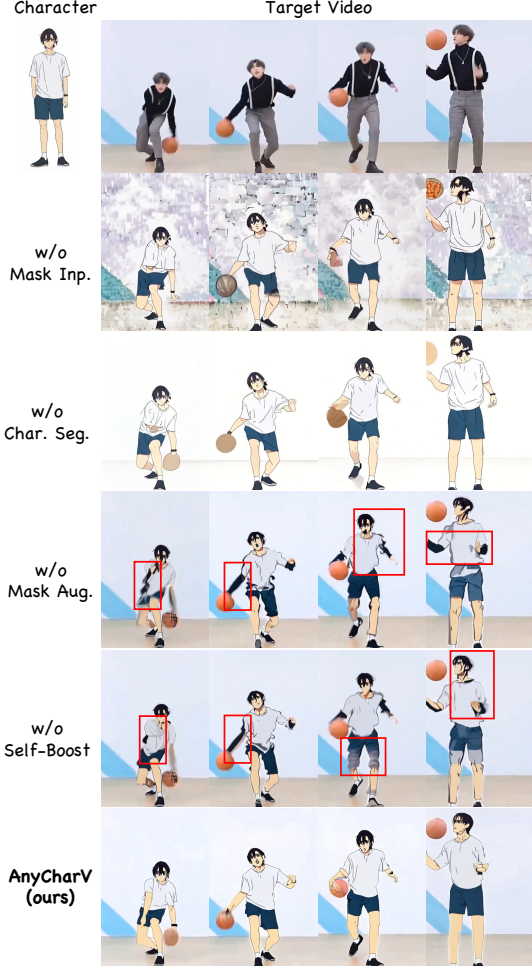 Character
Target Video
w/o
Mask Inp.
w/o
Char. Seg.
w/o
Mask Aug.
w/o
Self-Boost
AnyCharV
(ours)